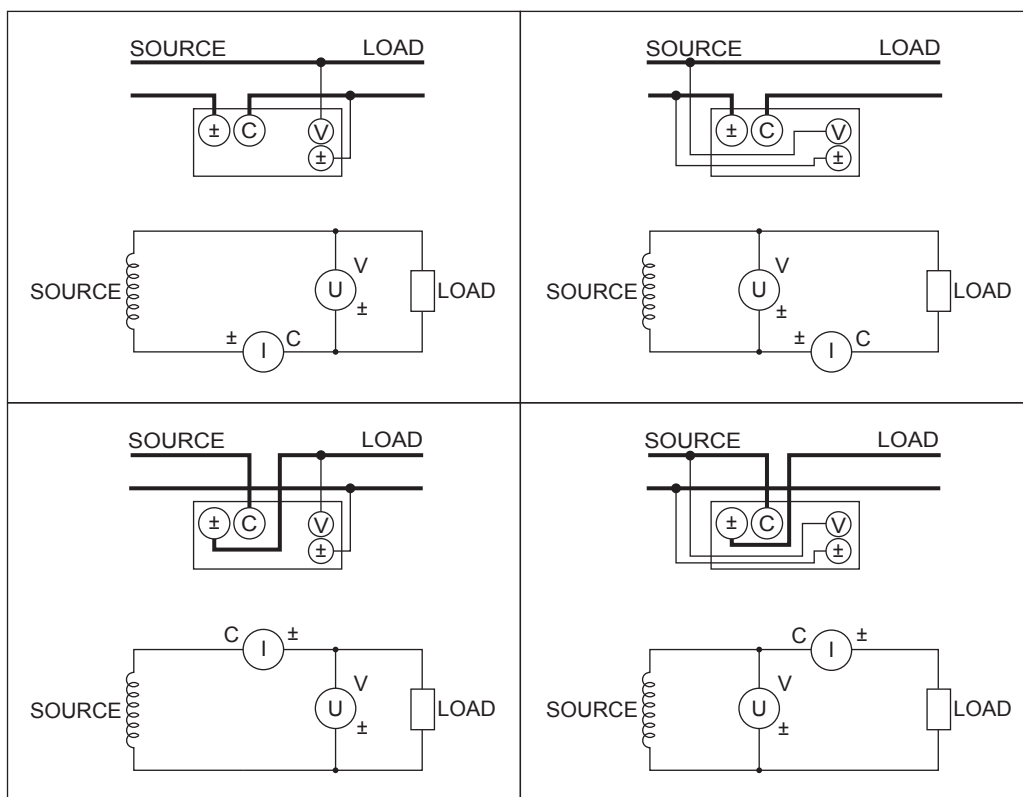 SOURCE LOAD
± C V
±
V
SOURCE U LOAD
±
± I C
SOURCE LOAD
± C V
±
V
SOURCE U LOAD
±
± I C
SOURCE LOAD
± C V
±
C I ±
V
SOURCE U LOAD
±
SOURCE LOAD
± C V
±
C I ±
V
SOURCE U LOAD
±